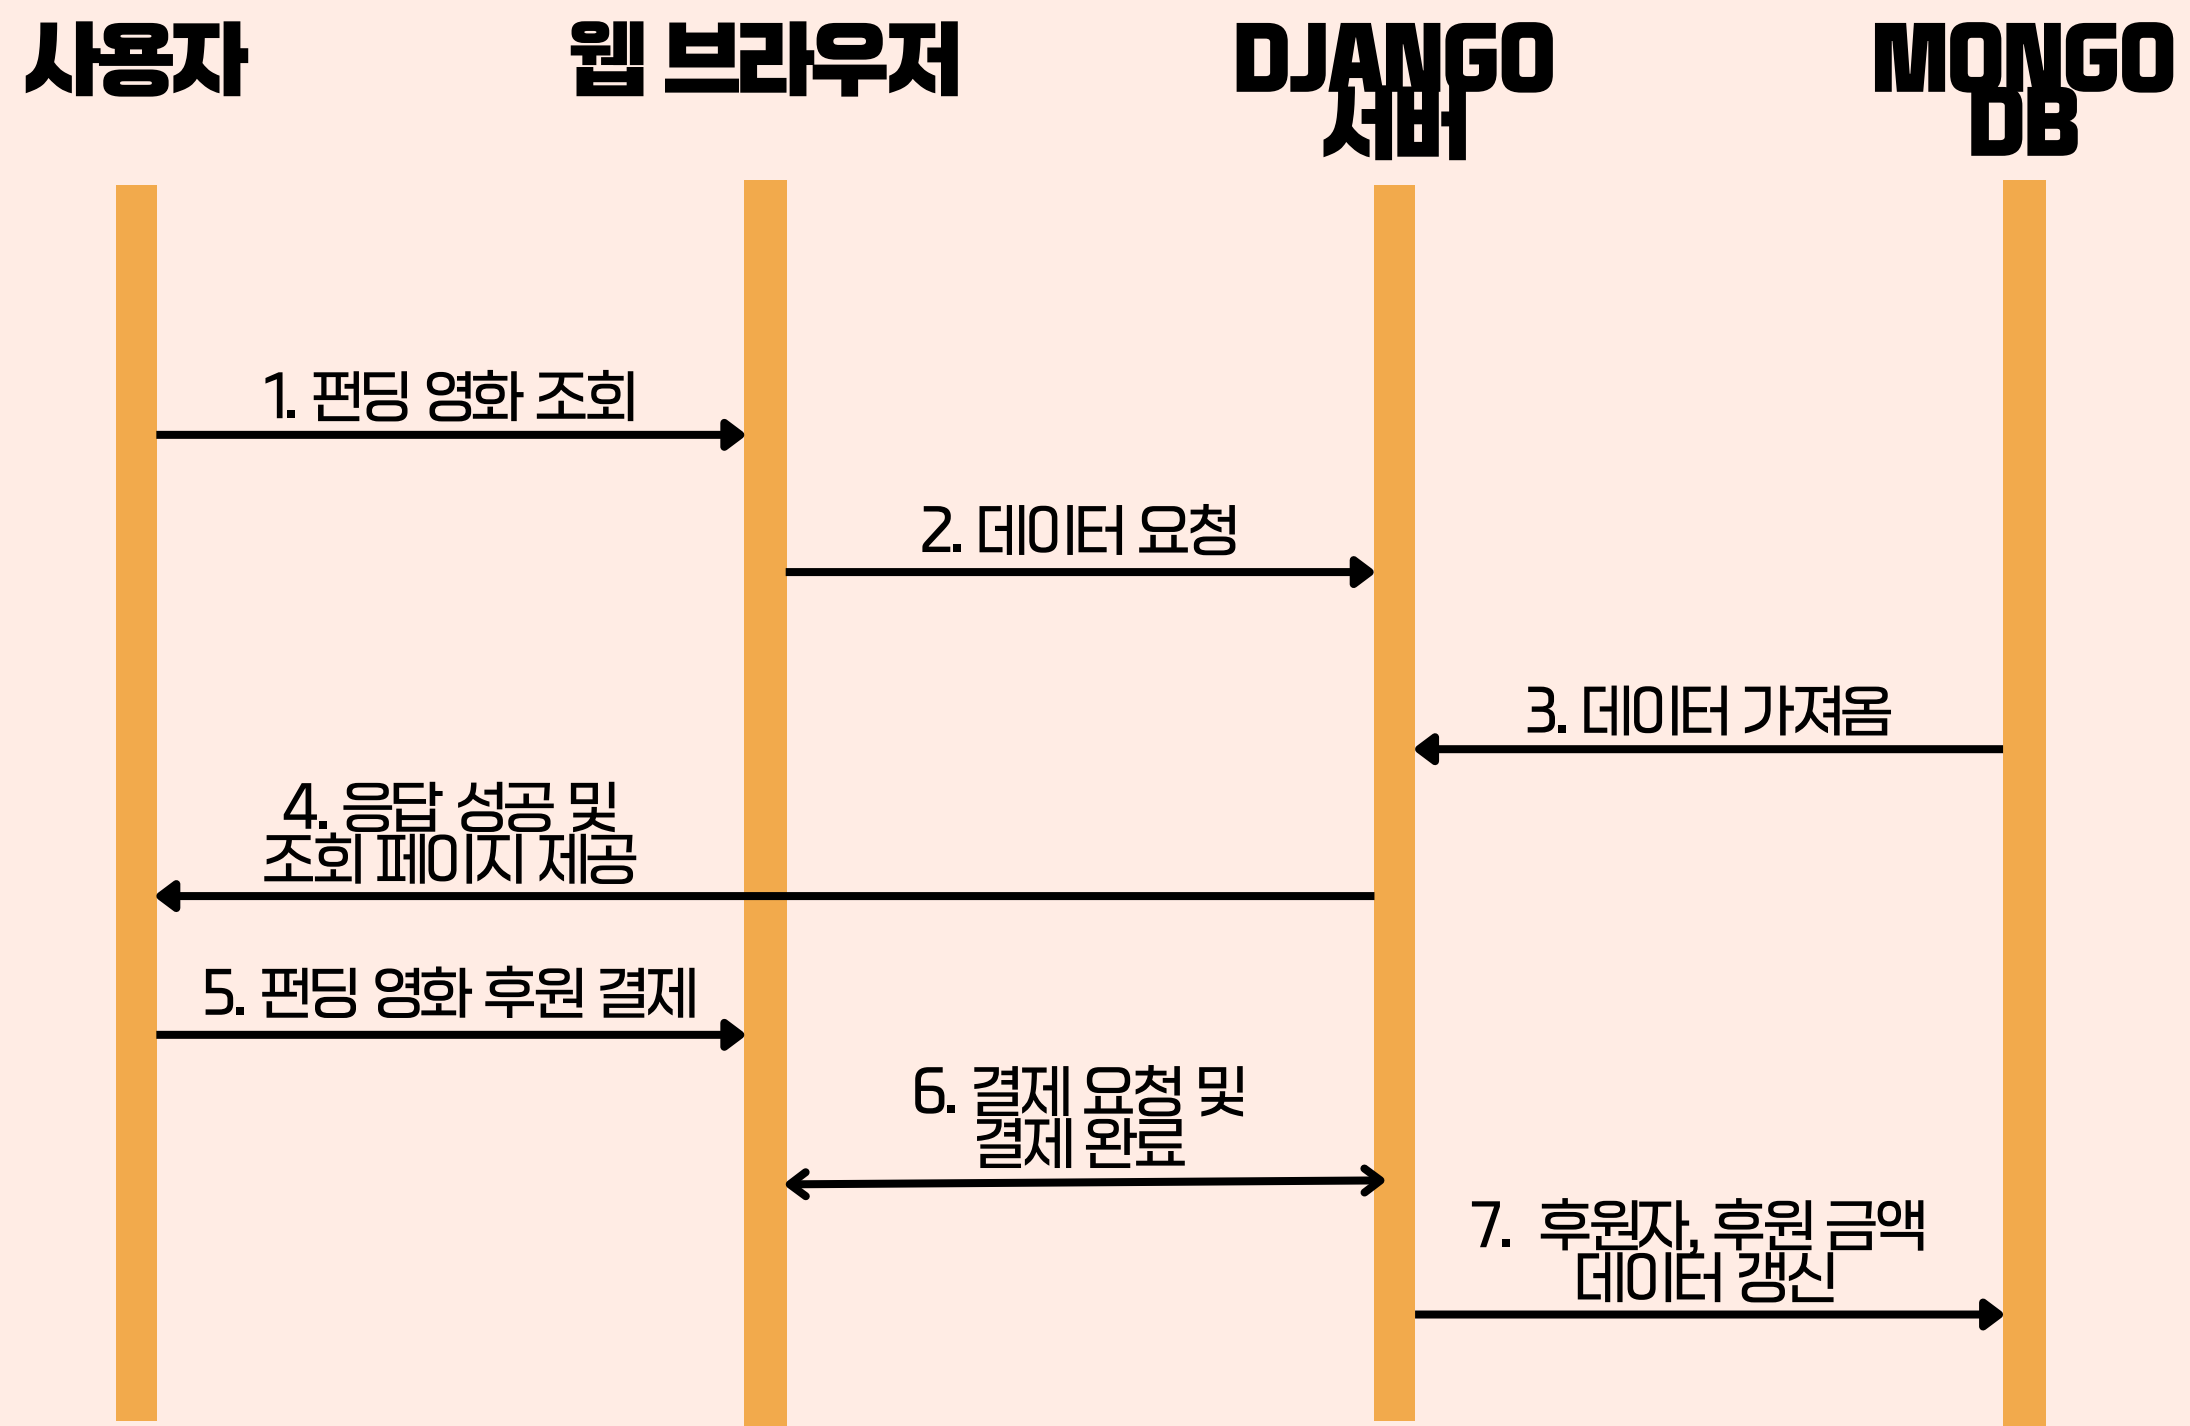 사용자
웹 브라우저
DJANGO
서버
MONGO
DB
1. 펀딩 영화 조회
2. 데이터 요청
3. 데이터 가져옴
4. 응답 성공 및
조회 페이지 제공
5. 펀딩 영화 후원 결제
6. 결제 요청 및
결제 완료
7. 후원자, 후원 금액
데이터 갱신